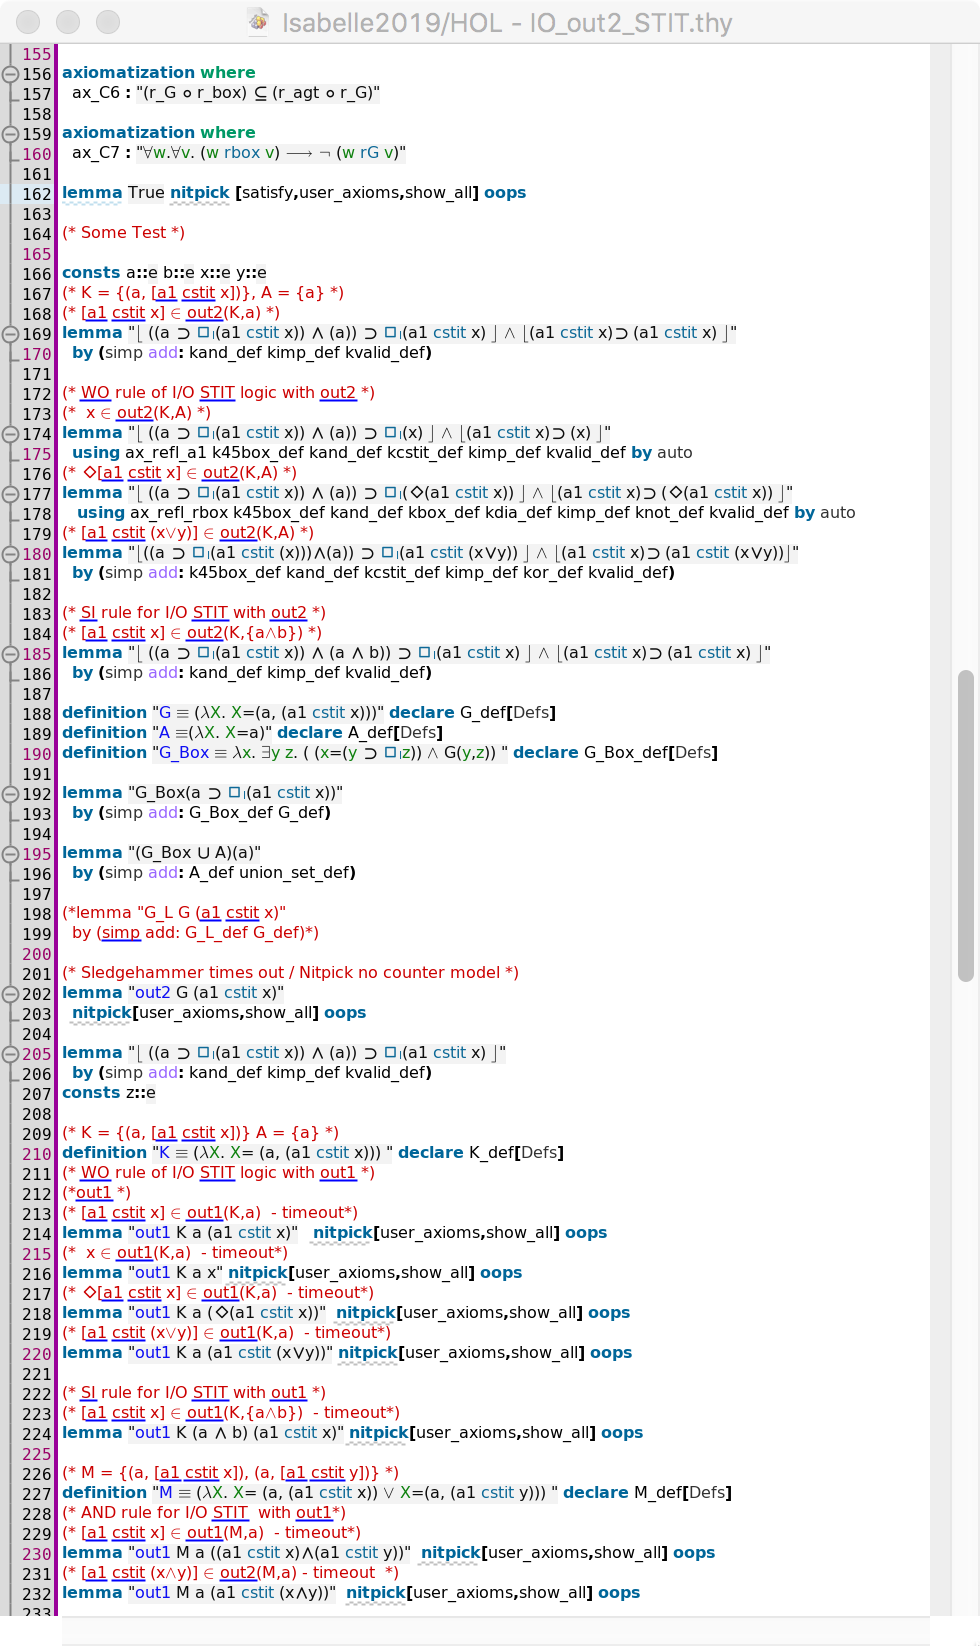 Isabelle2019/HOL - IO_out2_STIT.thy
155
156 axiomatization where
157 ax_C6 : "(r_G ∘ r_box) ⊆ (r_agt ∘ r_G)"
158
159 axiomatization where
160 ax_C7 : "∀w.∀v. (w rbox v) ⟶ ¬ (w rG v)"
161
162 lemma True nitpick [satisfy,user_axioms,show_all] oops
163
164 (* Some Test *)
165
166 consts a::e b::e x::e y::e
167 (* K = {(a, [a1 cstit x])}, A = {a} *)
168 (* [a1 cstit x] ∈ out2(K,a) *)
169 lemma "⌊ ((a ⊃ □ₗ(a1 cstit x)) ∧ (a)) ⊃ □ₗ(a1 cstit x) ⌋ ∧ ⌊(a1 cstit x)⊃ (a1 cstit x) ⌋"
170 by (simp add: kand_def kimp_def kvalid_def)
171
172 (* WO rule of I/O STIT logic with out2 *)
173 (* x ∈ out2(K,A) *)
174 lemma "⌊ ((a ⊃ □ₗ(a1 cstit x)) ∧ (a)) ⊃ □ₗ(x) ⌋ ∧ ⌊(a1 cstit x)⊃ (x) ⌋"
175 using ax_refl_a1 k45box_def kand_def kcstit_def kimp_def kvalid_def by auto
176 (* ◇[a1 cstit x] ∈ out2(K,A) *)
177 lemma "⌊ ((a ⊃ □ₗ(a1 cstit x)) ∧ (a)) ⊃ □ₗ(◇(a1 cstit x)) ⌋ ∧ ⌊(a1 cstit x)⊃ (◇(a1 cstit x)) ⌋"
178 using ax_refl_rbox k45box_def kand_def kbox_def kdia_def kimp_def knot_def kvalid_def by auto
179 (* [a1 cstit (x∨y)] ∈ out2(K,A) *)
180 lemma "⌊((a ⊃ □ₗ(a1 cstit (x)))∧(a)) ⊃ □ₗ(a1 cstit (x∨y)) ⌋ ∧ ⌊(a1 cstit x)⊃ (a1 cstit (x∨y))⌋"
181 by (simp add: k45box_def kand_def kcstit_def kimp_def kor_def kvalid_def)
182
183 (* SI rule for I/O STIT with out2 *)
184 (* [a1 cstit x] ∈ out2(K,{a∧b}) *)
185 lemma "⌊ ((a ⊃ □ₗ(a1 cstit x)) ∧ (a ∧ b)) ⊃ □ₗ(a1 cstit x) ⌋ ∧ ⌊(a1 cstit x)⊃ (a1 cstit x) ⌋"
186 by (simp add: kand_def kimp_def kvalid_def)
187
188 definition "G ≡ (λX. X=(a, (a1 cstit x)))" declare G_def[Defs]
189 definition "A ≡(λX. X=a)" declare A_def[Defs]
190 definition "G_Box ≡ λx. ∃y z. ( (x=(y ⊃ □ₗz)) ∧ G(y,z)) " declare G_Box_def[Defs]
191
192 lemma "G_Box(a ⊃ □ₗ(a1 cstit x))"
193 by (simp add: G_Box_def G_def)
194
195 lemma "(G_Box ∪ A)(a)"
196 by (simp add: A_def union_set_def)
197
198 (*lemma "G_L G (a1 cstit x)"
199 by (simp add: G_L_def G_def)*)
200
201 (* Sledgehammer times out / Nitpick no counter model *)
202 lemma "out2 G (a1 cstit x)"
203 nitpick[user_axioms,show_all] oops
204
205 lemma "⌊ ((a ⊃ □ₗ(a1 cstit x)) ∧ (a)) ⊃ □ₗ(a1 cstit x) ⌋"
206 by (simp add: kand_def kimp_def kvalid_def)
207 consts z::e
208
209 (* K = {(a, [a1 cstit x])} A = {a} *)
210 definition "K ≡ (λX. X= (a, (a1 cstit x))) " declare K_def[Defs]
211 (* WO rule of I/O STIT logic with out1 *)
212 (*out1 *)
213 (* [a1 cstit x] ∈ out1(K,a) - timeout*)
214 lemma "out1 K a (a1 cstit x)" nitpick[user_axioms,show_all] oops
215 (* x ∈ out1(K,a) - timeout*)
216 lemma "out1 K a x" nitpick[user_axioms,show_all] oops
217 (* ◇[a1 cstit x] ∈ out1(K,a) - timeout*)
218 lemma "out1 K a (◇(a1 cstit x))" nitpick[user_axioms,show_all] oops
219 (* [a1 cstit (x∨y)] ∈ out1(K,a) - timeout*)
220 lemma "out1 K a (a1 cstit (x∨y))" nitpick[user_axioms,show_all] oops
221
222 (* SI rule for I/O STIT with out1 *)
223 (* [a1 cstit x] ∈ out1(K,{a∧b}) - timeout*)
224 lemma "out1 K (a ∧ b) (a1 cstit x)" nitpick[user_axioms,show_all] oops
225
226 (* M = {(a, [a1 cstit x]), (a, [a1 cstit y])} *)
227 definition "M ≡ (λX. X= (a, (a1 cstit x)) ∨ X=(a, (a1 cstit y))) " declare M_def[Defs]
228 (* AND rule for I/O STIT with out1*)
229 (* [a1 cstit x] ∈ out1(M,a) - timeout*)
230 lemma "out1 M a ((a1 cstit x)∧(a1 cstit y))" nitpick[user_axioms,show_all] oops
231 (* [a1 cstit (x∧y)] ∈ out2(M,a) - timeout *)
232 lemma "out1 M a (a1 cstit (x∧y))" nitpick[user_axioms,show_all] oops
233